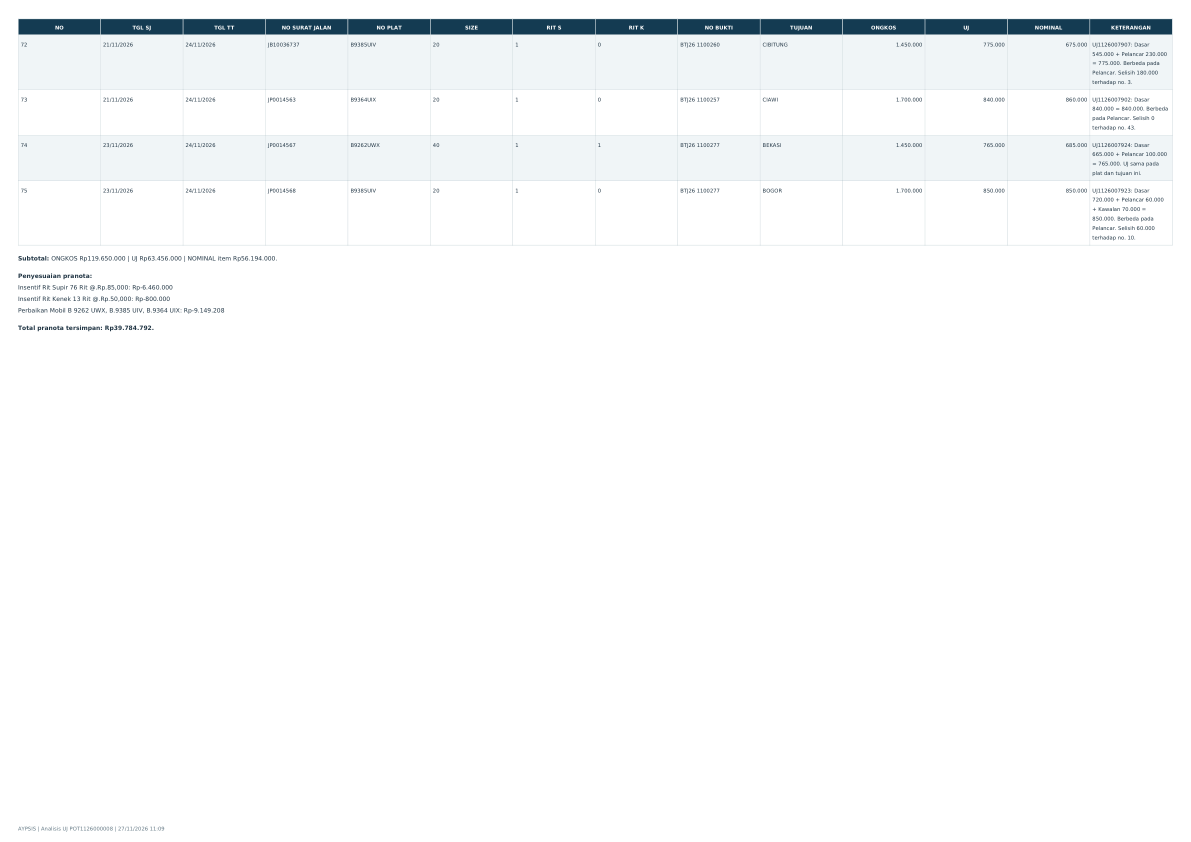 NO TGL SJ TGL TT NO SURAT JALAN NO PLAT SIZE RIT S RIT K NO BUKTI TUJUAN ONGKOS UJ NOMINAL KETERANGAN
72 21/11/2026 24/11/2026 JB10036737 B9385UIV 20 1 0 BTJ26 1100260 CIBITUNG 1.450.000 775.000 675.000 UJ1126007907: Dasar
545.000 + Pelancar 230.000
= 775.000. Berbeda pada
Pelancar. Selisih 180.000
terhadap no. 3.
73 21/11/2026 24/11/2026 JP0014563 B9364UIX 20 1 0 BTJ26 1100257 CIAWI 1.700.000 840.000 860.000 UJ1126007902: Dasar
840.000 = 840.000. Berbeda
pada Pelancar. Selisih 0
terhadap no. 43.
74 23/11/2026 24/11/2026 JP0014567 B9262UWX 40 1 1 BTJ26 1100277 BEKASI 1.450.000 765.000 685.000 UJ1126007924: Dasar
665.000 + Pelancar 100.000
= 765.000. UJ sama pada
plat dan tujuan ini.
75 23/11/2026 24/11/2026 JP0014568 B9385UIV 20 1 0 BTJ26 1100277 BOGOR 1.700.000 850.000 850.000 UJ1126007923: Dasar
720.000 + Pelancar 60.000
+ Kawalan 70.000 =
850.000. Berbeda pada
Pelancar. Selisih 60.000
terhadap no. 10.
Subtotal: ONGKOS Rp119.650.000 | UJ Rp63.456.000 | NOMINAL item Rp56.194.000.
Penyesuaian pranota:
Insentif Rit Supir 76 Rit @.Rp.85,000: Rp-6.460.000
Insentif Rit Kenek 13 Rit @.Rp.50,000: Rp-800.000
Perbaikan Mobil B 9262 UWX, B.9385 UIV, B.9364 UIX: Rp-9.149.208
Total pranota tersimpan: Rp39.784.792.
AYPSIS | Analisis UJ POT1126000008 | 27/11/2026 11:09